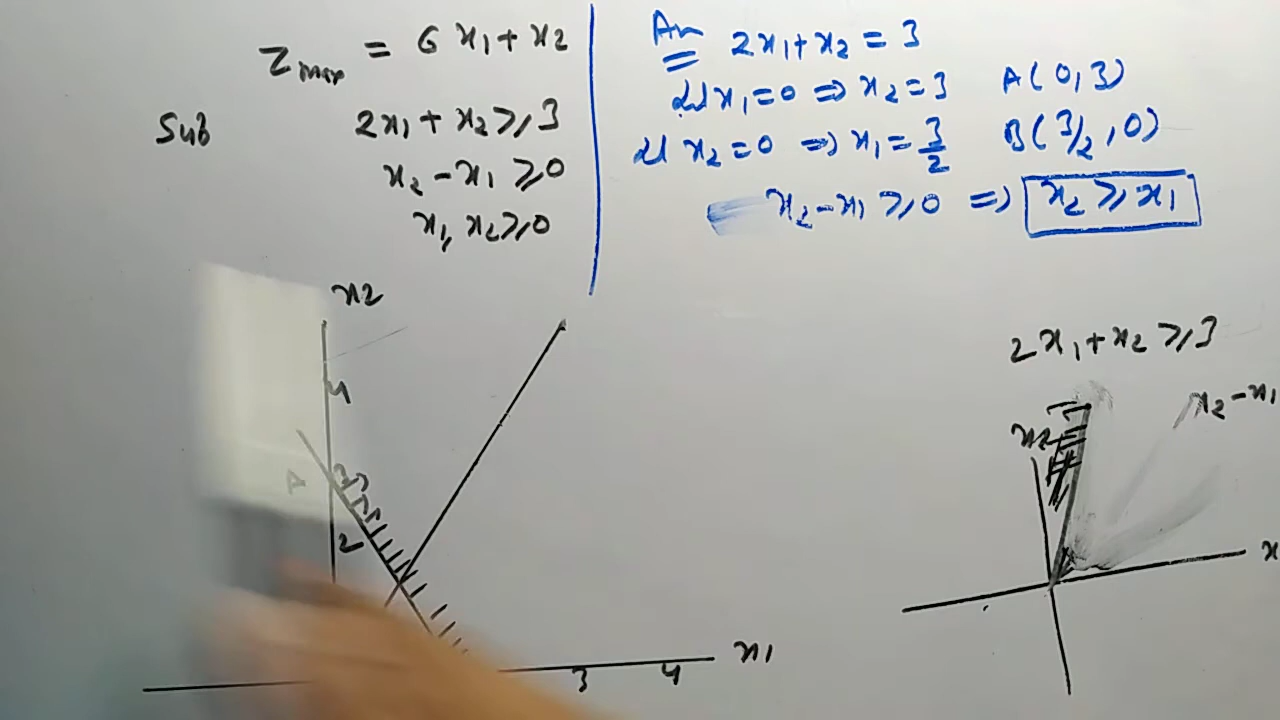 Zmax = 6x1 + x2
Sub 2x1 + x2 ≥ 3
x2 - x1 ≥ 0
x1, x2 ≥ 0
An 2x1 + x2 = 3
x1 = 0 ⇒ x2 = 3 A(0, 3)
x2 = 0 ⇒ x1 = 3/2 B(3/2, 0)
x2 - x1 ≥ 0 ⇒ x2 ≥ x1
x2
4
A 3
2
3 4 x1
2x1 + x2 ≥ 3
x2 - x1
x2
x